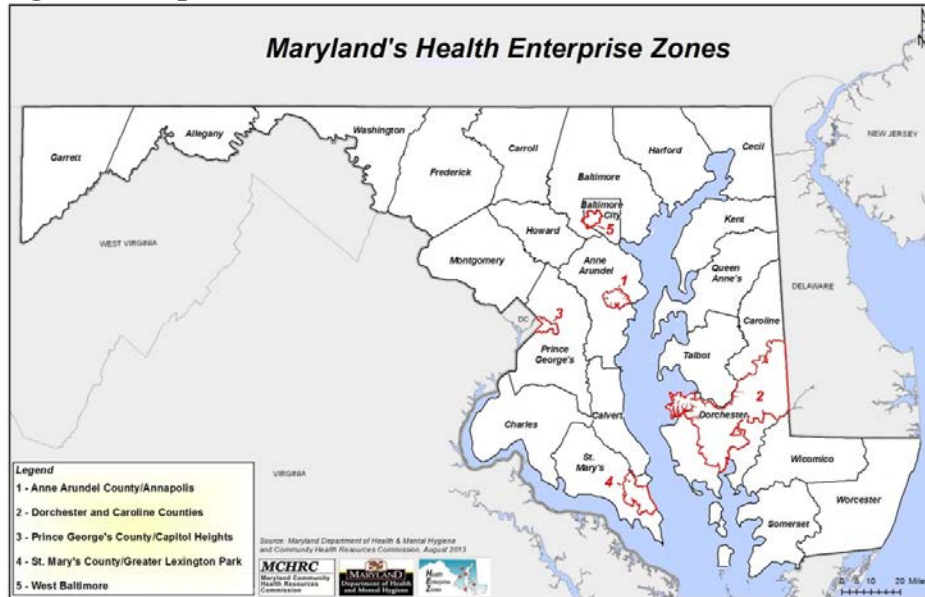 Maryland's Health Enterprise Zones
Garrett
Allegany
Washington
Frederick
Carroll
Baltimore
Harford
Cecil
NEW JERSEY
Baltimore
City
5
Kent
Howard
Anne
Arundel
Montgomery
WEST VIRGINIA
1
Queen
Anne's
DELAWARE
DC
3
Prince
George's
Caroline
Talbot
2
Dorchester
Charles
Calvert
St.
Mary's
4
Wicomico
Worcester
Somerset
VIRGINIA
Legend
1 - Anne Arundel County/Annapolis
2 - Dorchester and Caroline Counties
3 - Prince George's County/Capitol Heights
4 - St. Mary's County/Greater Lexington Park
5 - West Baltimore
Source: Maryland Department of Health & Mental Hygiene
and Community Health Resources Commission, August 2013
MCHRC
Maryland Community
Health Resources
Commission
MARYLAND
Department of Health
and Mental Hygiene
Health
Enterprise
Zones
0 5 10 20 Mile